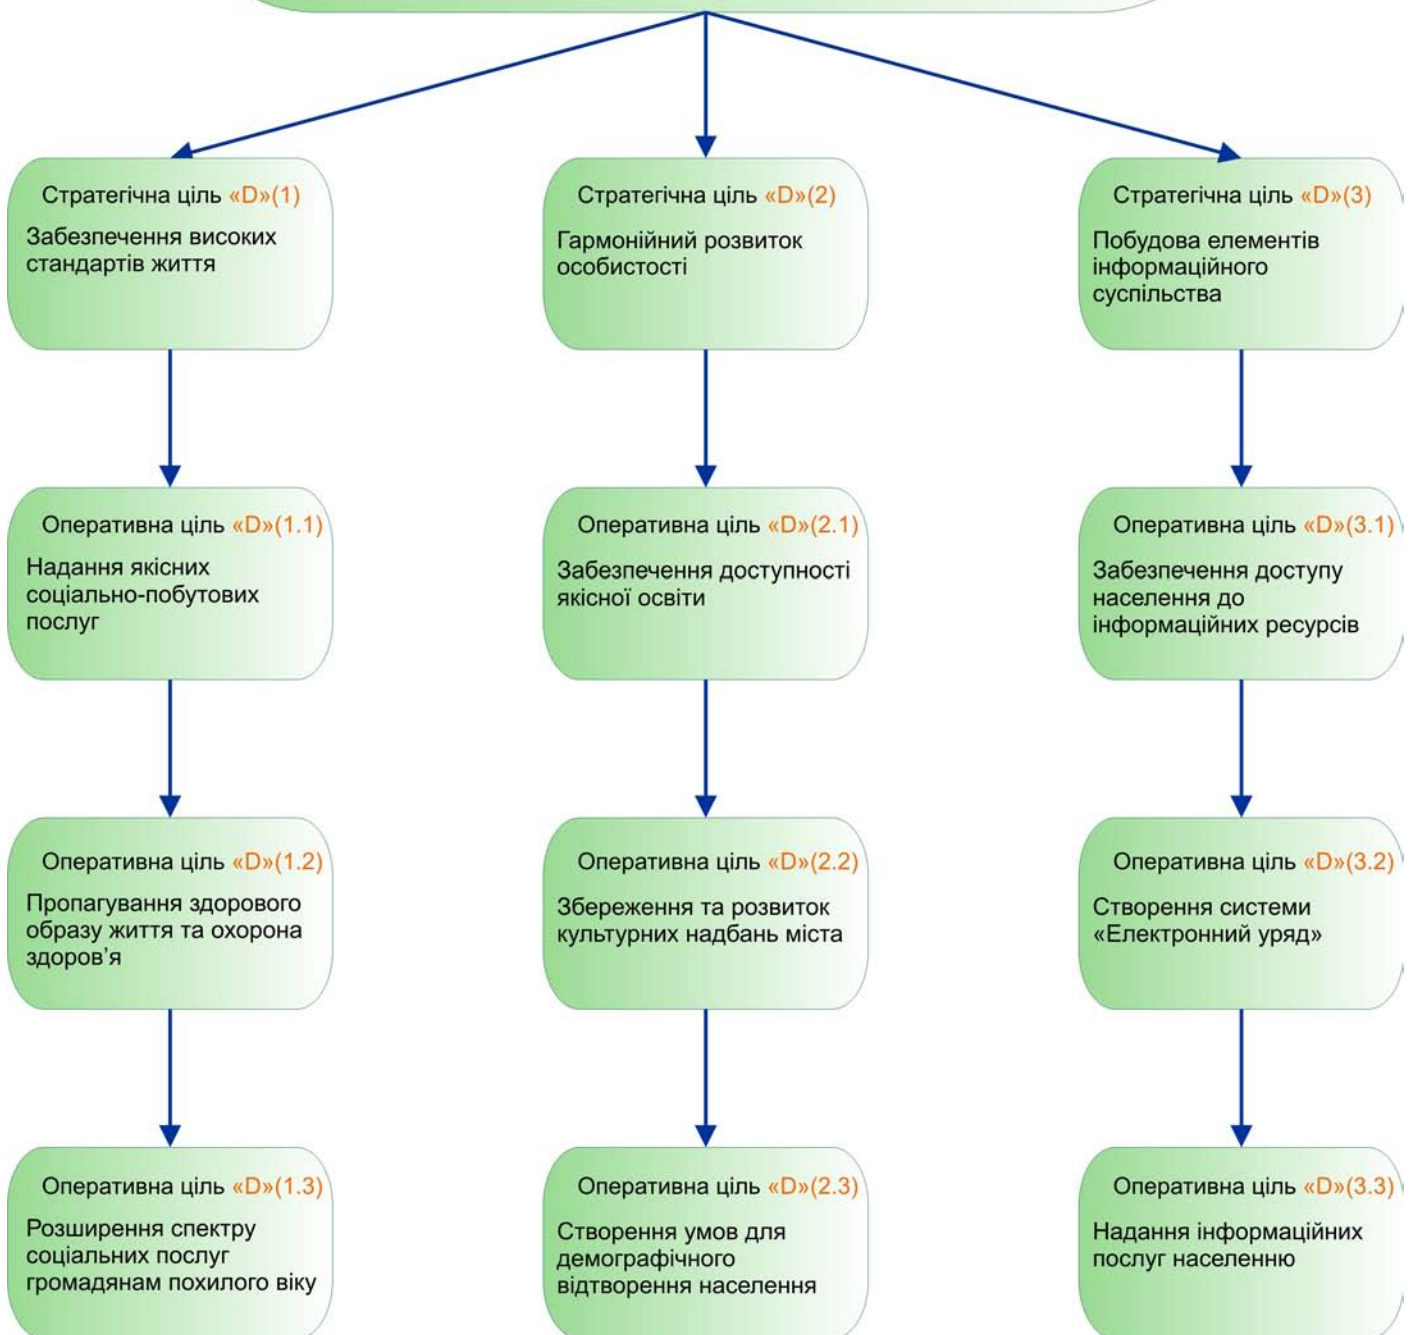 Стратегічна ціль «D»(1)
Забезпечення високих
стандартів життя
Стратегічна ціль «D»(2)
Гармонійний розвиток
особистості
Стратегічна ціль «D»(3)
Побудова елементів
інформаційного
суспільства
Оперативна ціль «D»(1.1)
Надання якісних
соціально-побутових
послуг
Оперативна ціль «D»(2.1)
Забезпечення доступності
якісної освіти
Оперативна ціль «D»(3.1)
Забезпечення доступу
населення до
інформаційних ресурсів
Оперативна ціль «D»(1.2)
Пропагування здорового
образу життя та охорона
здоров’я
Оперативна ціль «D»(2.2)
Збереження та розвиток
культурних надбань міста
Оперативна ціль «D»(3.2)
Створення системи
«Електронний уряд»
Оперативна ціль «D»(1.3)
Розширення спектру
соціальних послуг
громадянам похилого віку
Оперативна ціль «D»(2.3)
Створення умов для
демографічного
відтворення населення
Оперативна ціль «D»(3.3)
Надання інформаційних
послуг населенню